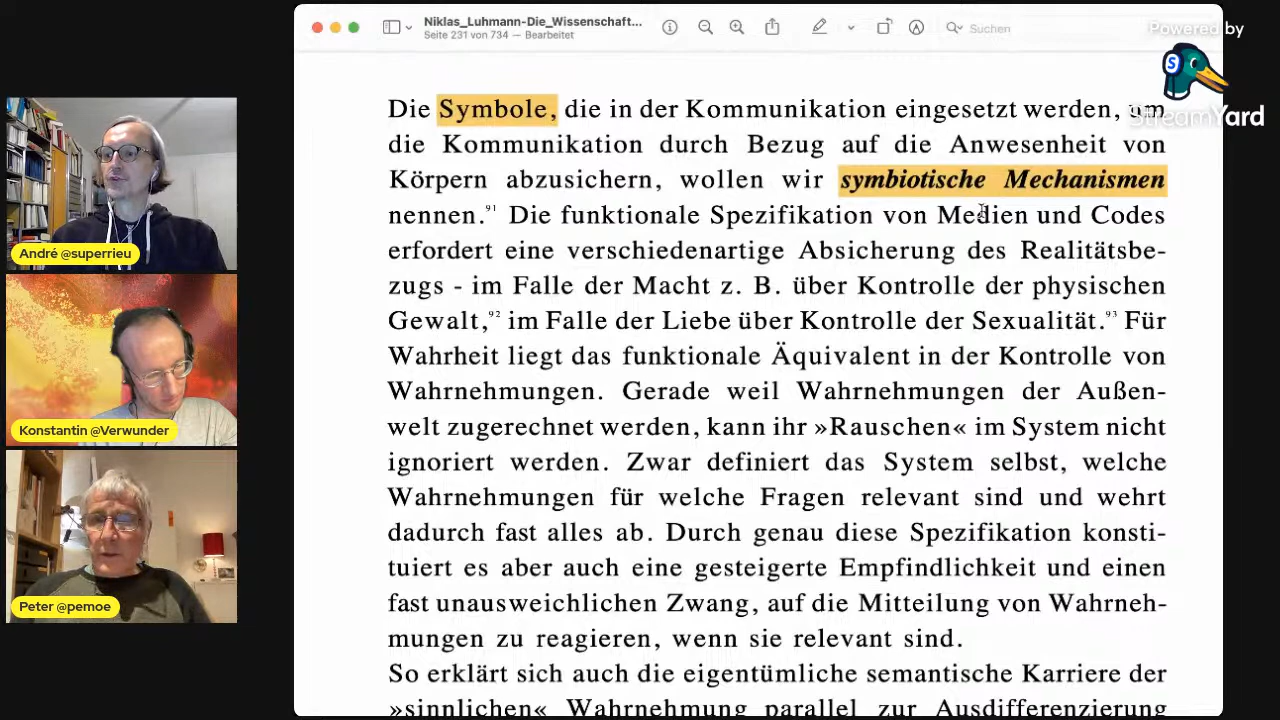 Niklas_Luhmann-Die_Wissenschaft...
Seite 231 von 734 — Bearbeitet
Suchen
Powered by
StreamYard
Die Symbole, die in der Kommunikation eingesetzt werden, um
die Kommunikation durch Bezug auf die Anwesenheit von
Körpern abzusichern, wollen wir symbiotische Mechanismen
nennen.⁹¹ Die funktionale Spezifikation von Medien und Codes
erfordert eine verschiedenartige Absicherung des Realitätsbe-
zugs - im Falle der Macht z. B. über Kontrolle der physischen
Gewalt,⁹² im Falle der Liebe über Kontrolle der Sexualität.⁹³ Für
Wahrheit liegt das funktionale Äquivalent in der Kontrolle von
Wahrnehmungen. Gerade weil Wahrnehmungen der Außen-
welt zugerechnet werden, kann ihr »Rauschen« im System nicht
ignoriert werden. Zwar definiert das System selbst, welche
Wahrnehmungen für welche Fragen relevant sind und wehrt
dadurch fast alles ab. Durch genau diese Spezifikation konsti-
tuiert es aber auch eine gesteigerte Empfindlichkeit und einen
fast unausweichlichen Zwang, auf die Mitteilung von Wahrneh-
mungen zu reagieren, wenn sie relevant sind.
So erklärt sich auch die eigentümliche semantische Karriere der
»sinnlichen« Wahrnehmung parallel zur Ausdifferenzierung
André @superrieu
Konstantin @Verwunder
Peter @pemoe